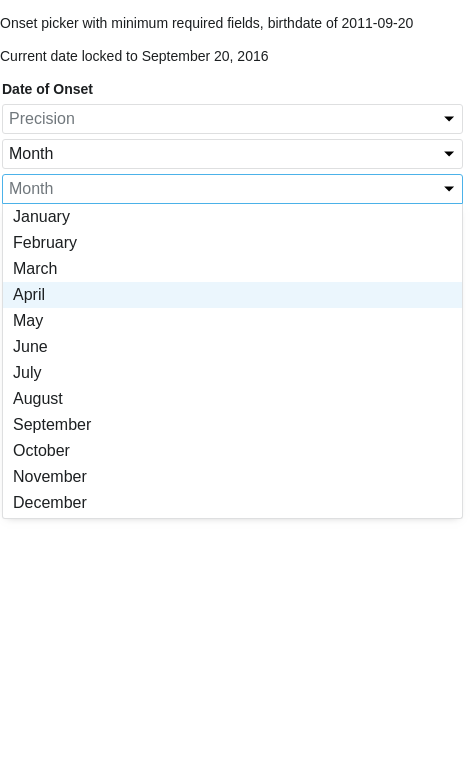 Onset picker with minimum required fields, birthdate of 2011-09-20
Current date locked to September 20, 2016
Date of Onset
Precision
Month
Month
January
February
March
April
May
June
July
August
September
October
November
December